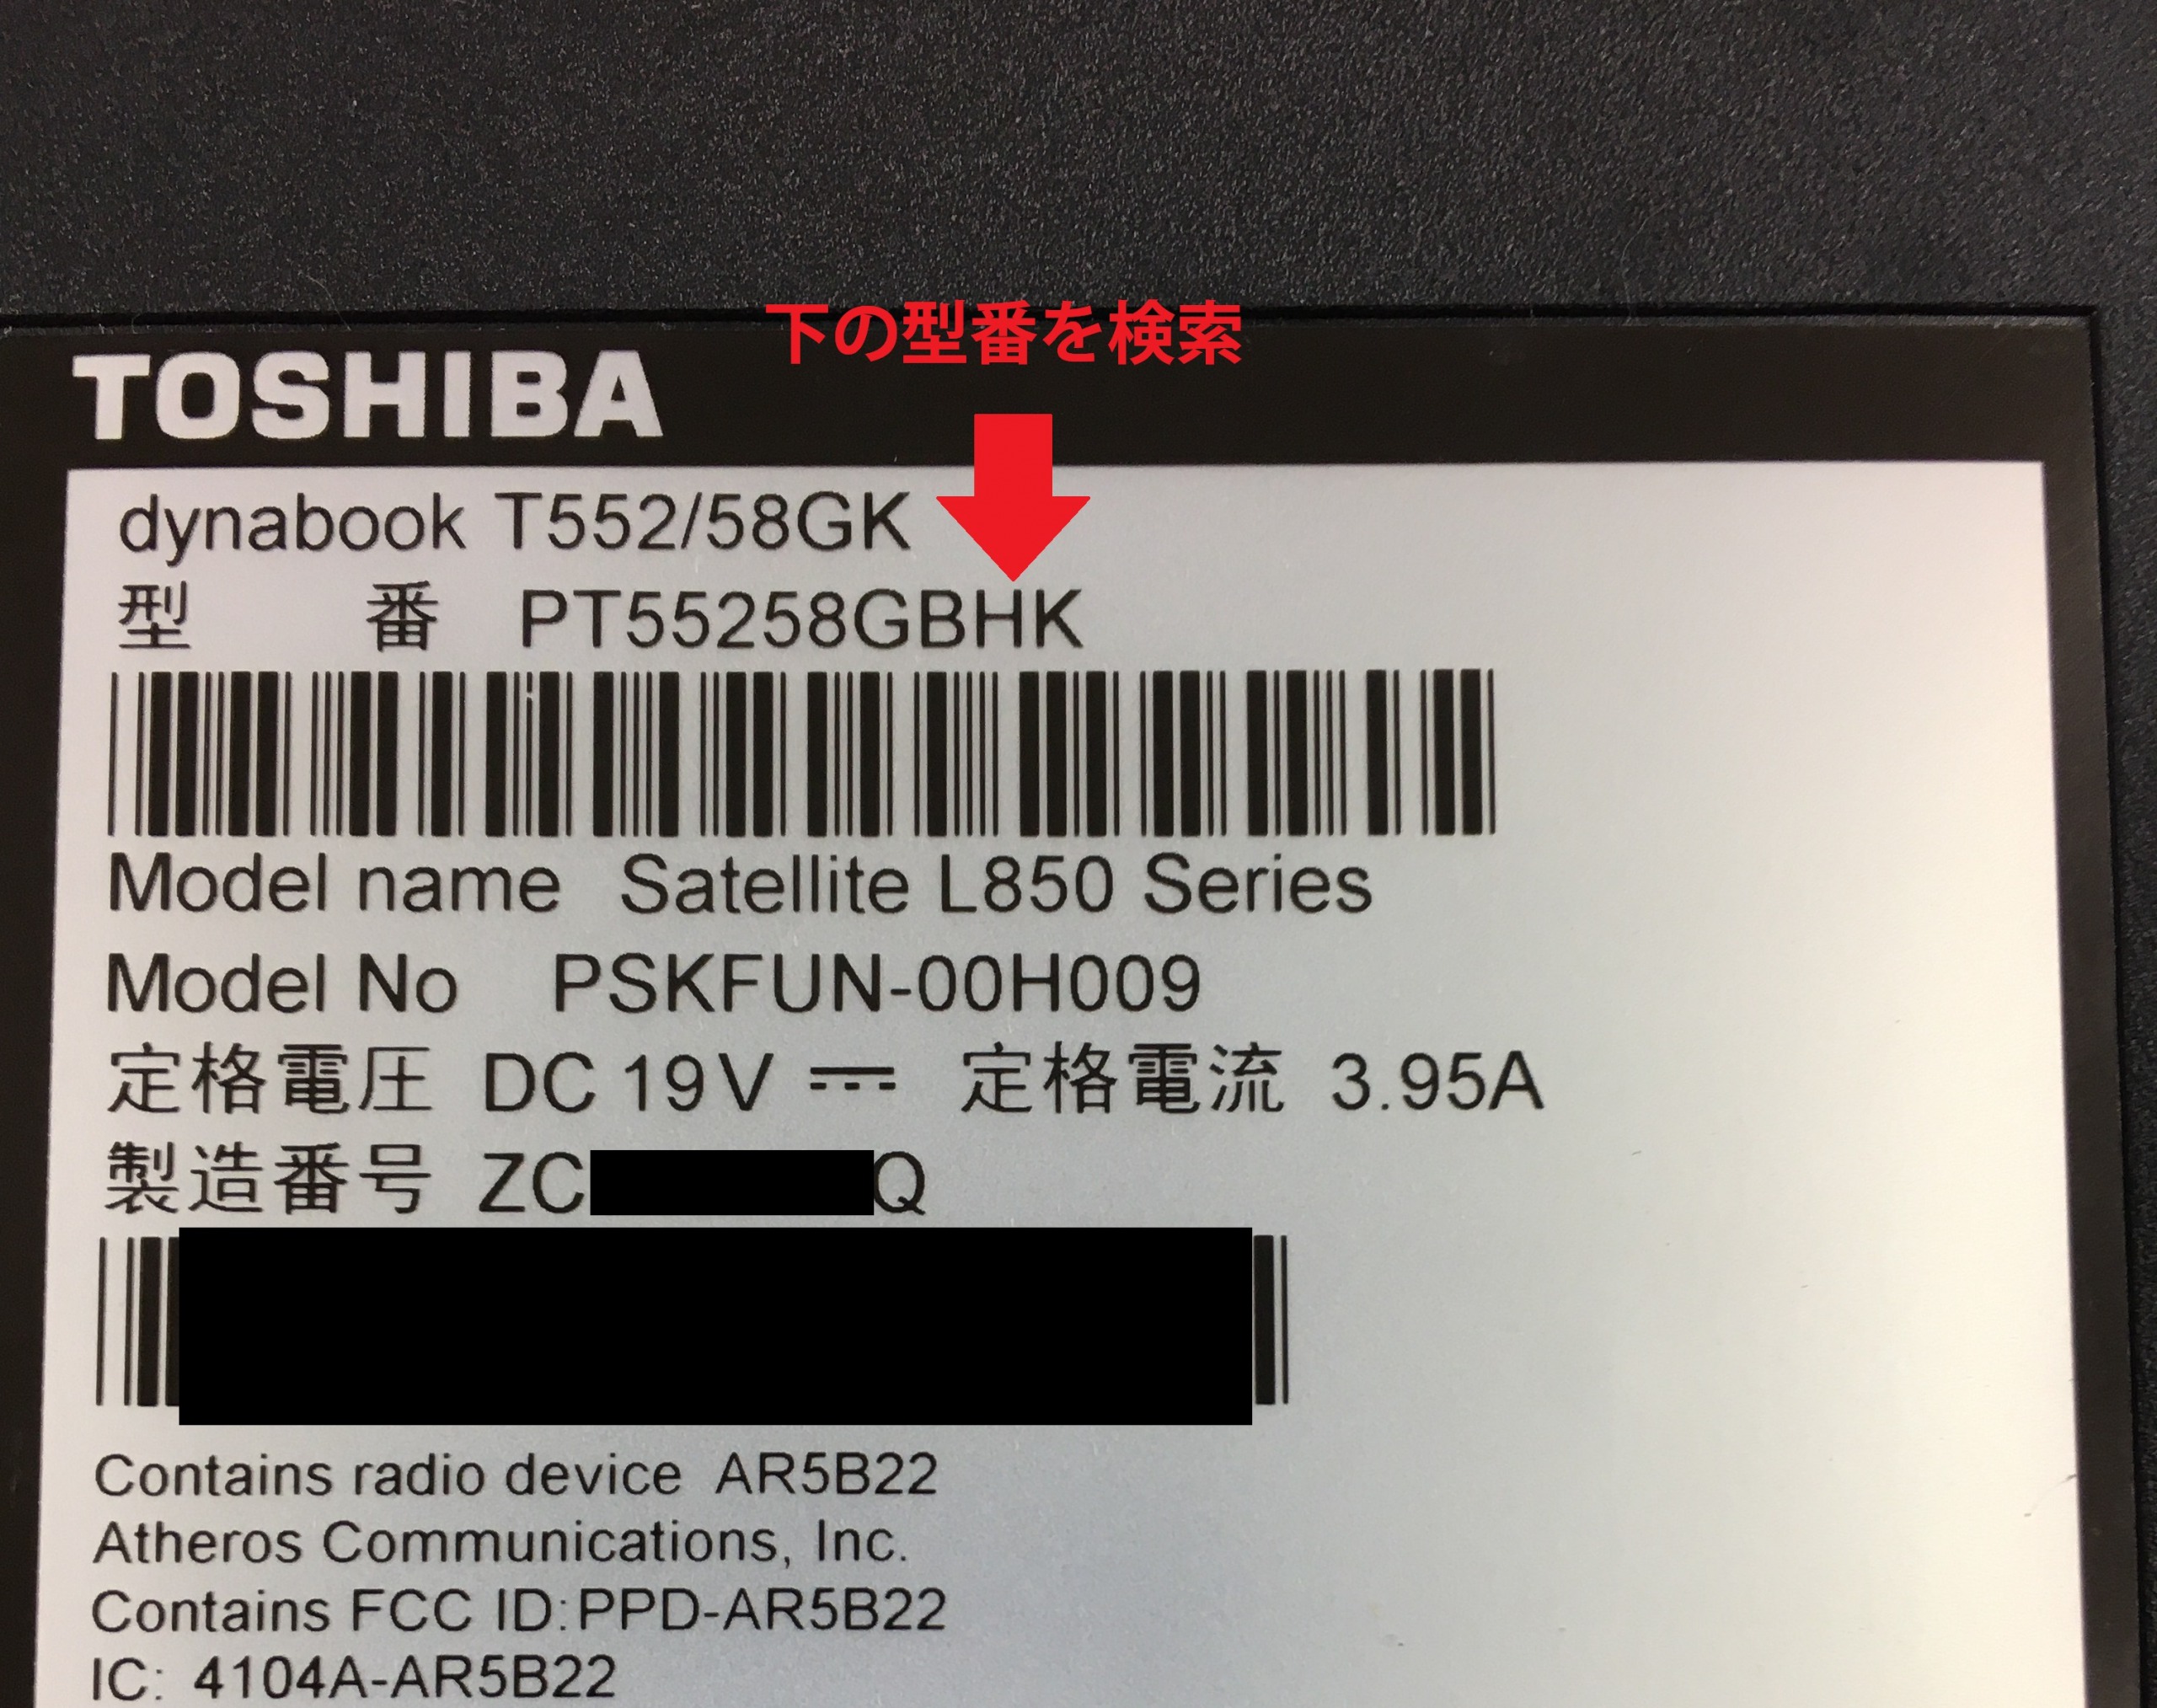 下の型番を検索
TOSHIBA
dynabook T552/58GK
型 番 PT55258GBHK
Model name Satellite L850 Series
Model No PSKFUN-00H009
定格電圧 DC 19V 定格電流 3.95A
製造番号 ZC Q
Contains radio device AR5B22
Atheros Communications, Inc.
Contains FCC ID:PPD-AR5B22
IC: 4104A-AR5B22